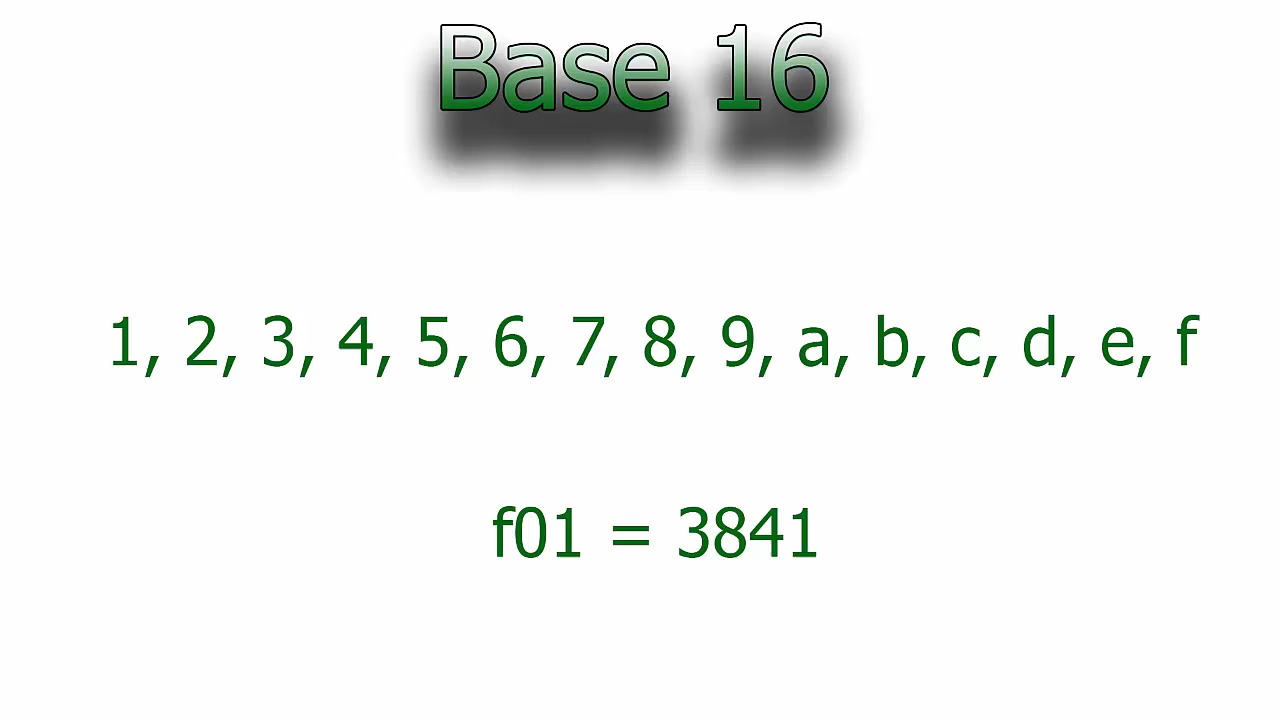 Base 16
1, 2, 3, 4, 5, 6, 7, 8, 9, a, b, c, d, e, f
f01 = 3841